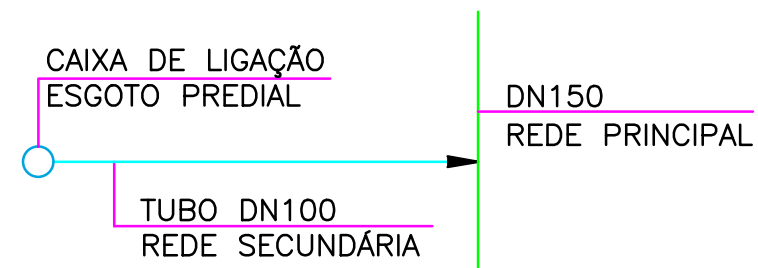 CAIXA DE LIGAÇÃO
ESGOTO PREDIAL
DN150
REDE PRINCIPAL
TUBO DN100
REDE SECUNDÁRIA